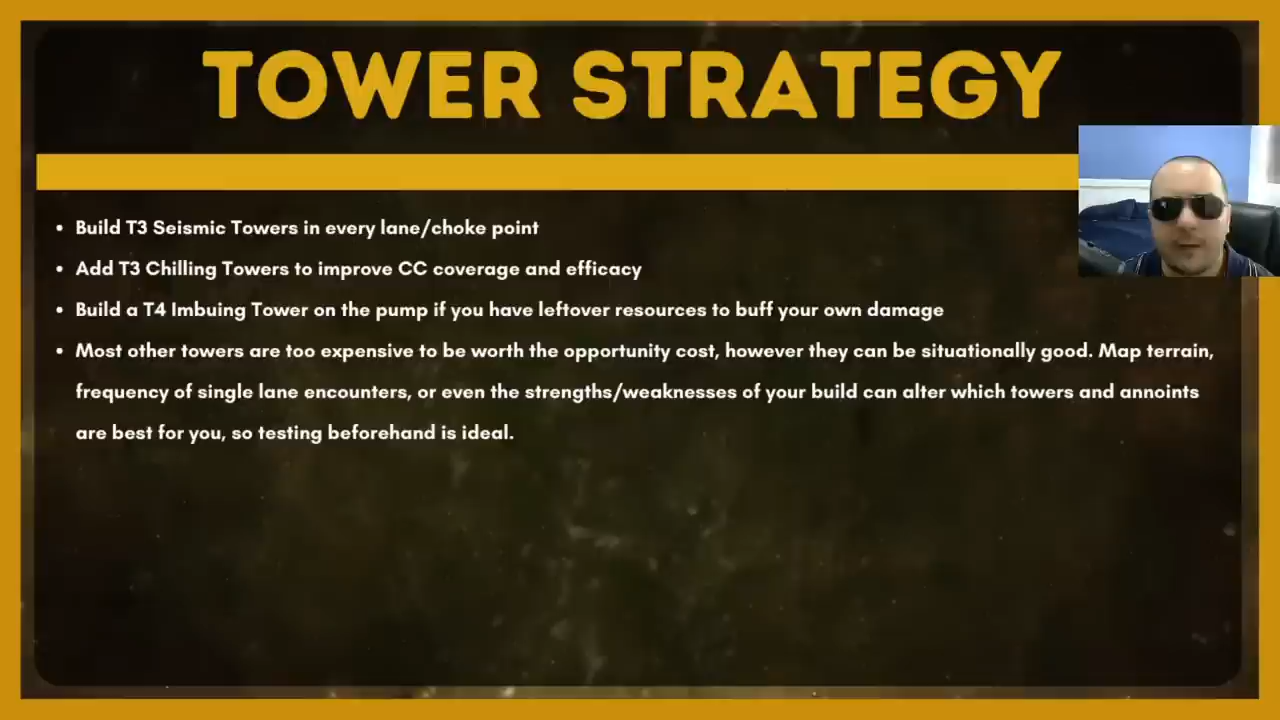 TOWER STRATEGY
• Build T3 Seismic Towers in every lane/choke point
• Add T3 Chilling Towers to improve CC coverage and efficacy
• Build a T4 Imbuing Tower on the pump if you have leftover resources to buff your own damage
• Most other towers are too expensive to be worth the opportunity cost, however they can be situationally good. Map terrain,
frequency of single lane encounters, or even the strengths/weaknesses of your build can alter which towers and annoints
are best for you, so testing beforehand is ideal.